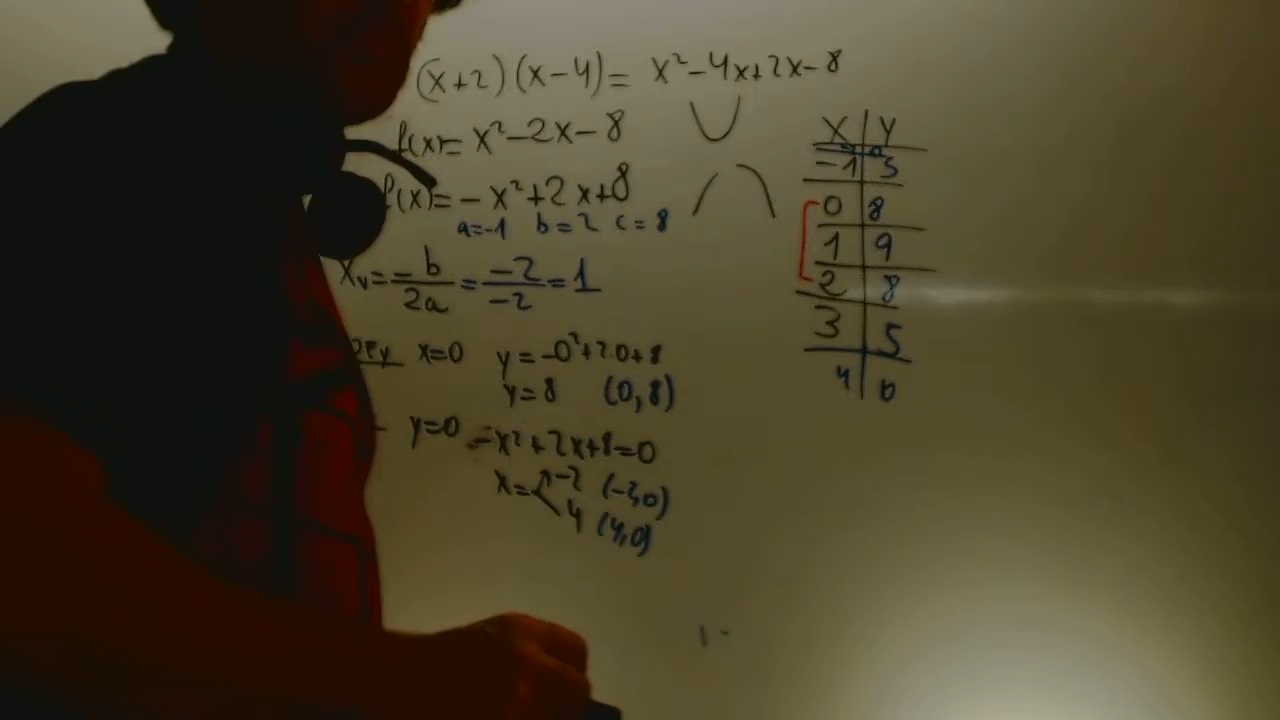 (x+2)(x-4)= x²-4x+2x-8
f(x)= x²-2x-8
f(x)=-x²+2x+8
a=-1 b=2 c=8
Xv=-b/2a=-2/-2=1
x=0 y=-0²+2.0+8
y=8 (0,8)
y=0 -x²+2x+8=0
x= -2 (-2,0)
4 (4,0)
X Y
-1 5
0 8
1 9
2 8
3 5
4 0